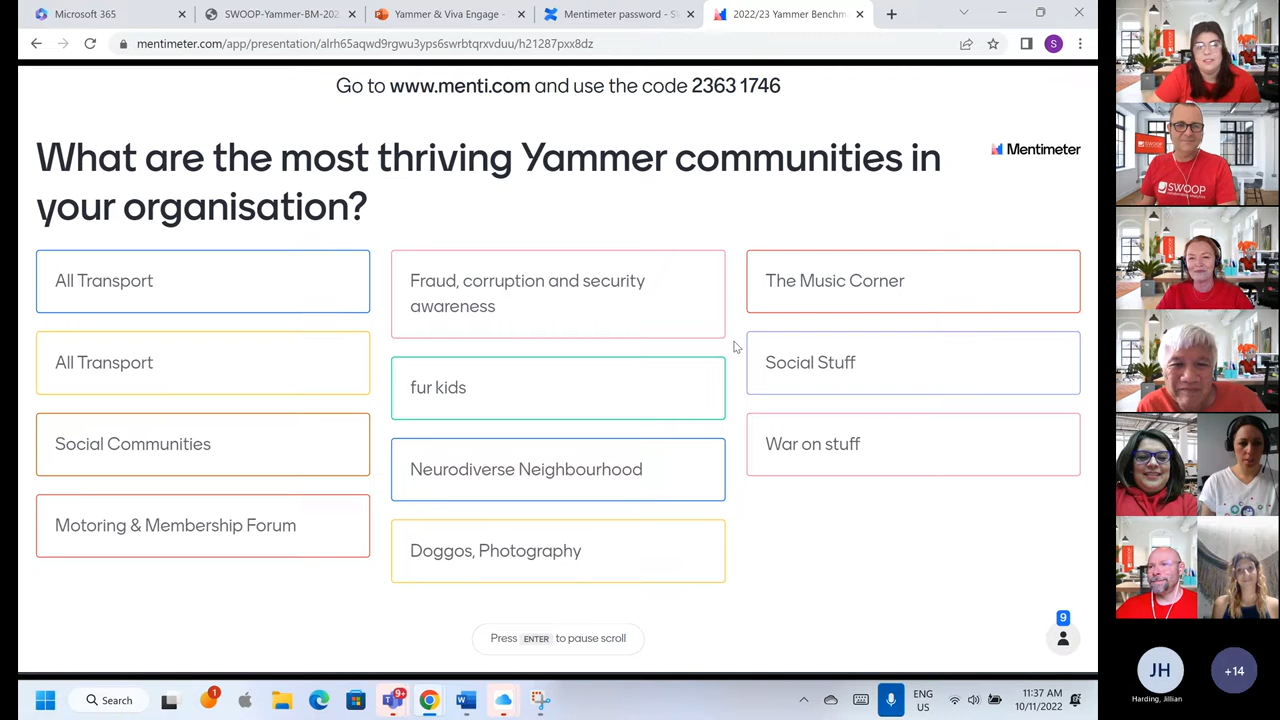 Microsoft 365
SWOOP-Yammer-BM-202
Yammer & Viva Engage -
Mentimeter password - S
2022/23 Yammer Benchm
mentimeter.com/app/presentation/alrh65aqwd9rgwu3yps6swrbtqrxvduu/h21287pxx8dz
S
Go to www.menti.com and use the code 2363 1746
What are the most thriving Yammer communities in
your organisation?
Mentimeter
All Transport
All Transport
Social Communities
Motoring & Membership Forum
Fraud, corruption and security
awareness
fur kids
Neurodiverse Neighbourhood
Doggos, Photography
The Music Corner
Social Stuff
War on stuff
Press ENTER to pause scroll
9
Search
1
9+
ENG
US
11:37 AM
10/11/2022
SWOOP
JH
Harding, Jillian
+14